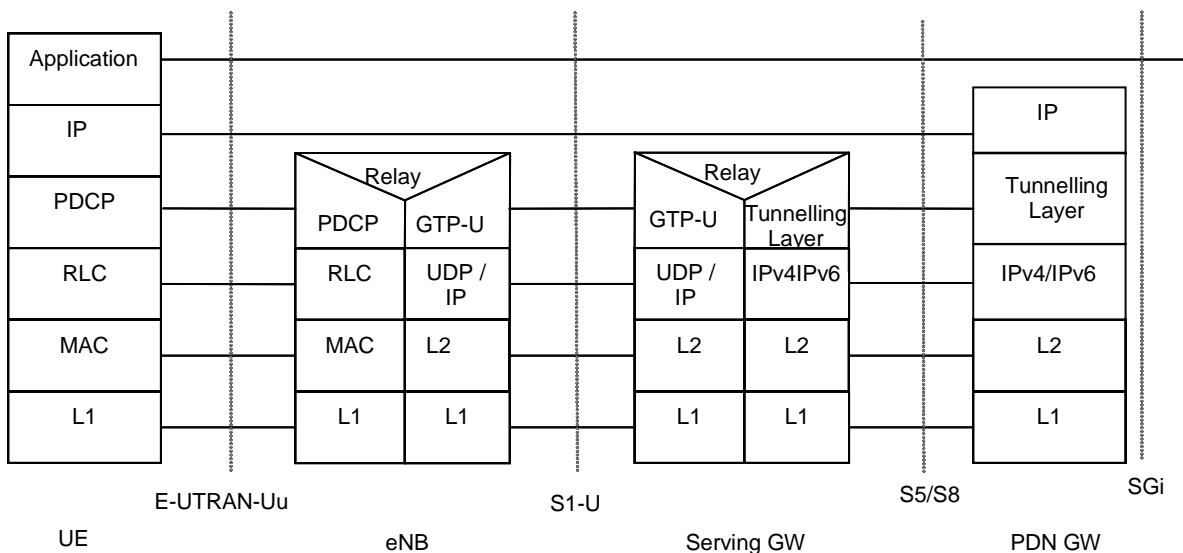 Application
IP
IP
Relay
Relay
PDCP
PDCP
GTP-U
GTP-U
Tunnelling
Layer
Tunnelling
Layer
RLC
RLC
UDP /
IP
UDP /
IP
IPv4IPv6
IPv4/IPv6
MAC
MAC
L2
L2
L2
L2
L1
L1
L1
L1
L1
L1
E-UTRAN-Uu
S1-U
S5/S8
SGi
UE
eNB
Serving GW
PDN GW